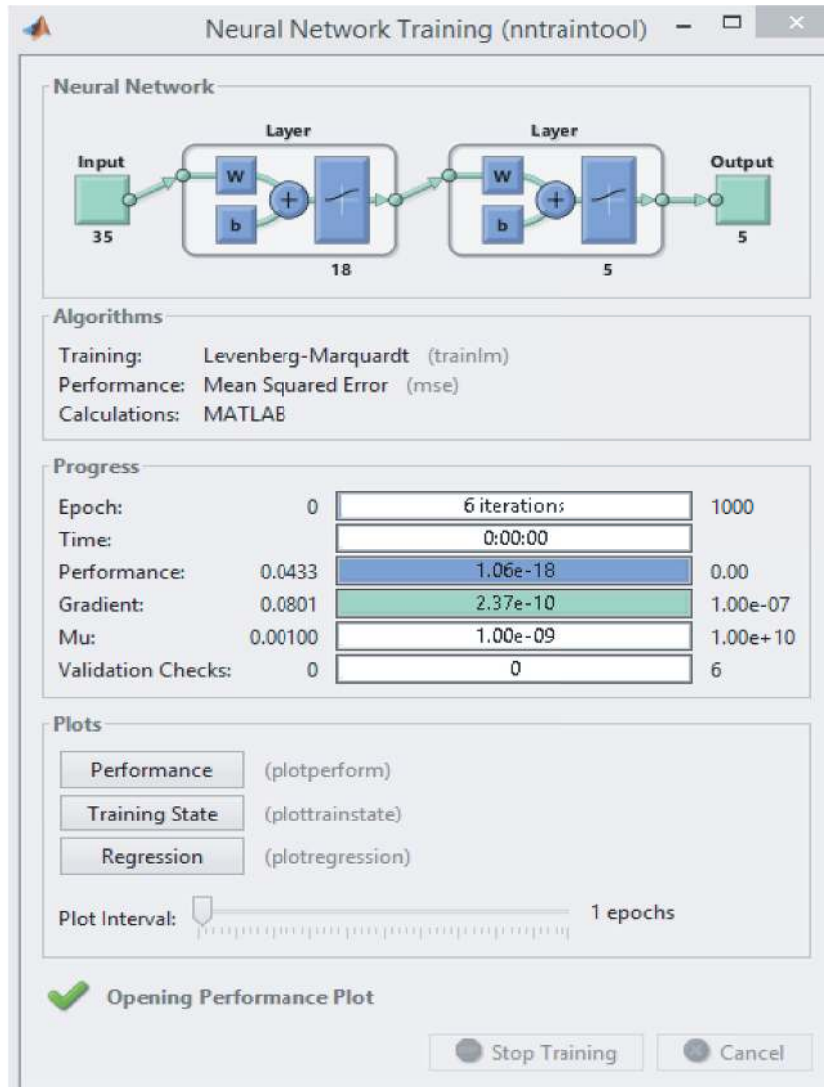 Neural Network Training (nntraintool)
Neural Network
Layer Layer
Input Output
W W
+ +
b b
35 5
18 5
Algorithms
Training: Levenberg-Marquardt (trainlm)
Performance: Mean Squared Error (mse)
Calculations: MATLAB
Progress
Epoch: 0 6 iterations 1000
Time: 0:00:00
Performance: 0.0433 1.06e-18 0.00
Gradient: 0.0801 2.37e-10 1.00e-07
Mu: 0.00100 1.00e-09 1.00e+10
Validation Checks: 0 0 6
Plots
Performance (plotperform)
Training State (plottrainstate)
Regression (plotregression)
Plot Interval: 1 epochs
Opening Performance Plot
Stop Training Cancel